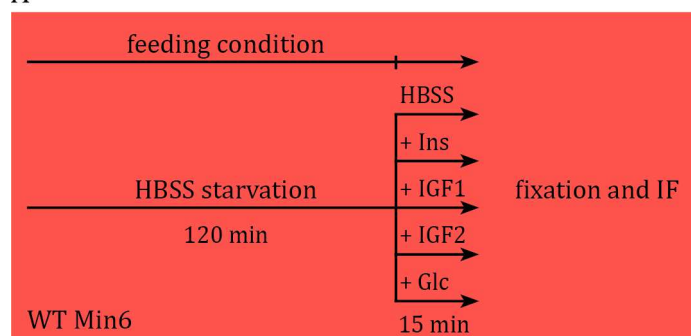 feeding condition
HBSS
+ Ins
HBSS starvation
+ IGF1
fixation and IF
120 min
+ IGF2
+ Glc
WT Min6
15 min